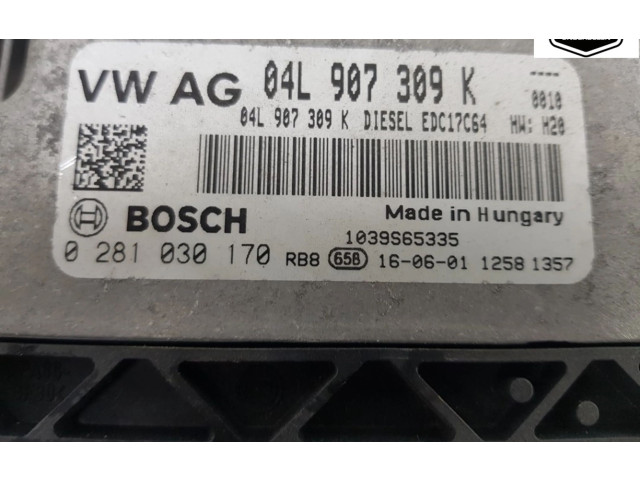 VW AG 04L 907 309 K ----
0010
04L 907 309 K DIESEL EDC17C64 HW: H20
BOSCH Made in Hungary
1039S65335
0 281 030 170 RB8 658 16-06-01 1258 1357